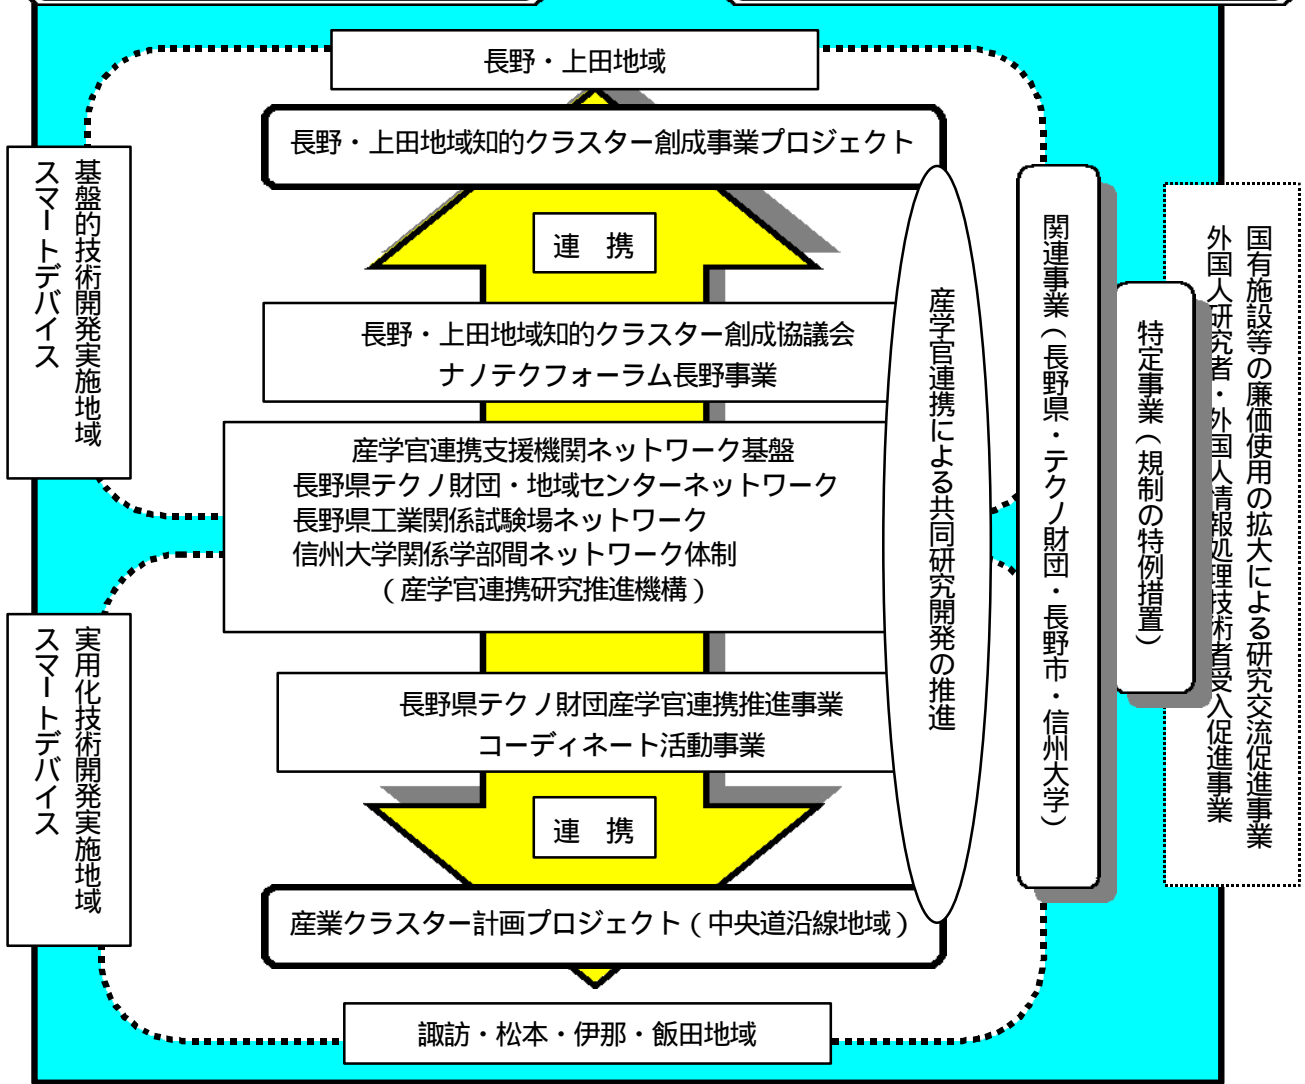 長野・上田地域
長野・上田地域知的クラスター創成事業プロジェクト
連 携
長野・上田地域知的クラスター創成協議会
ナノテクフォーラム長野事業
産学官連携支援機関ネットワーク基盤
長野県テクノ財団・地域センターネットワーク
長野県工業関係試験場ネットワーク
信州大学関係学部間ネットワーク体制
（産学官連携研究推進機構）
長野県テクノ財団産学官連携推進事業
コーディネート活動事業
連 携
産業クラスター計画プロジェクト（中央道沿線地域）
諏訪・松本・伊那・飯田地域
基盤的技術開発実施地域
スマートデバイス
実用化技術開発実施地域
スマートデバイス
産学官連携による共同研究開発の推進
関連事業（長野県・テクノ財団・長野市・信州大学）
特定事業（規制の特例措置）
国有施設等の廉価使用の拡大による研究交流促進事業
外国人研究者・外国人情報処理技術者受入促進事業